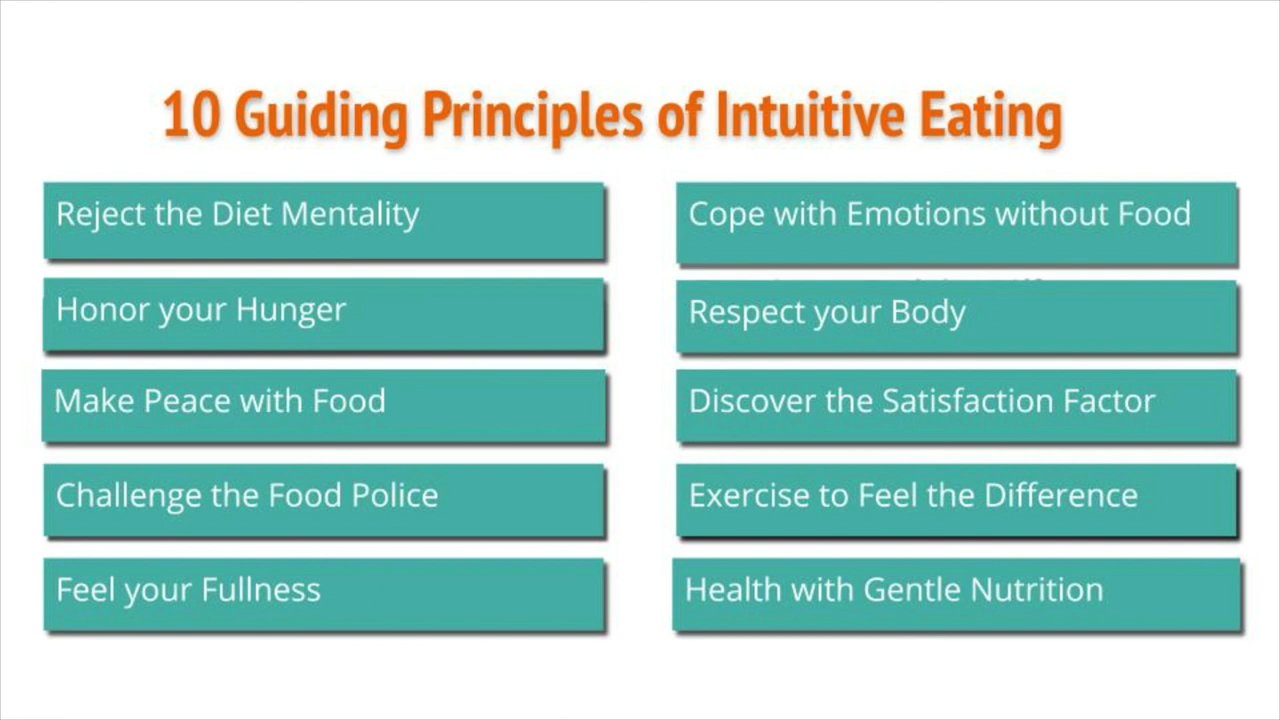 10 Guiding Principles of Intuitive Eating
Reject the Diet Mentality
Honor your Hunger
Make Peace with Food
Challenge the Food Police
Feel your Fullness
Cope with Emotions without Food
Respect your Body
Discover the Satisfaction Factor
Exercise to Feel the Difference
Health with Gentle Nutrition